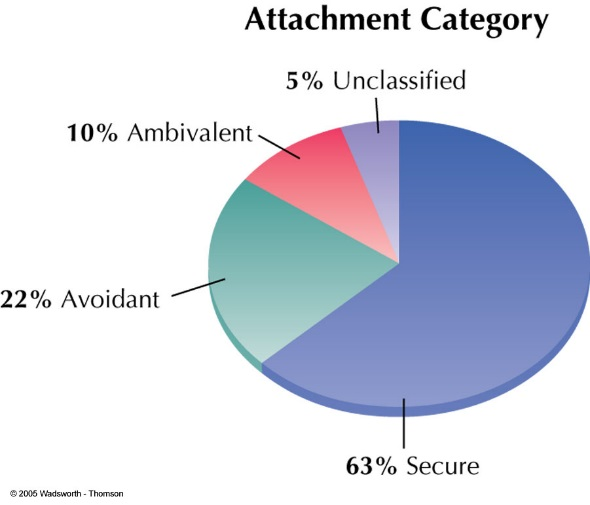 Attachment Category
5% Unclassified
10% Ambivalent
22% Avoidant
63% Secure
© 2005 Wadsworth - Thomson